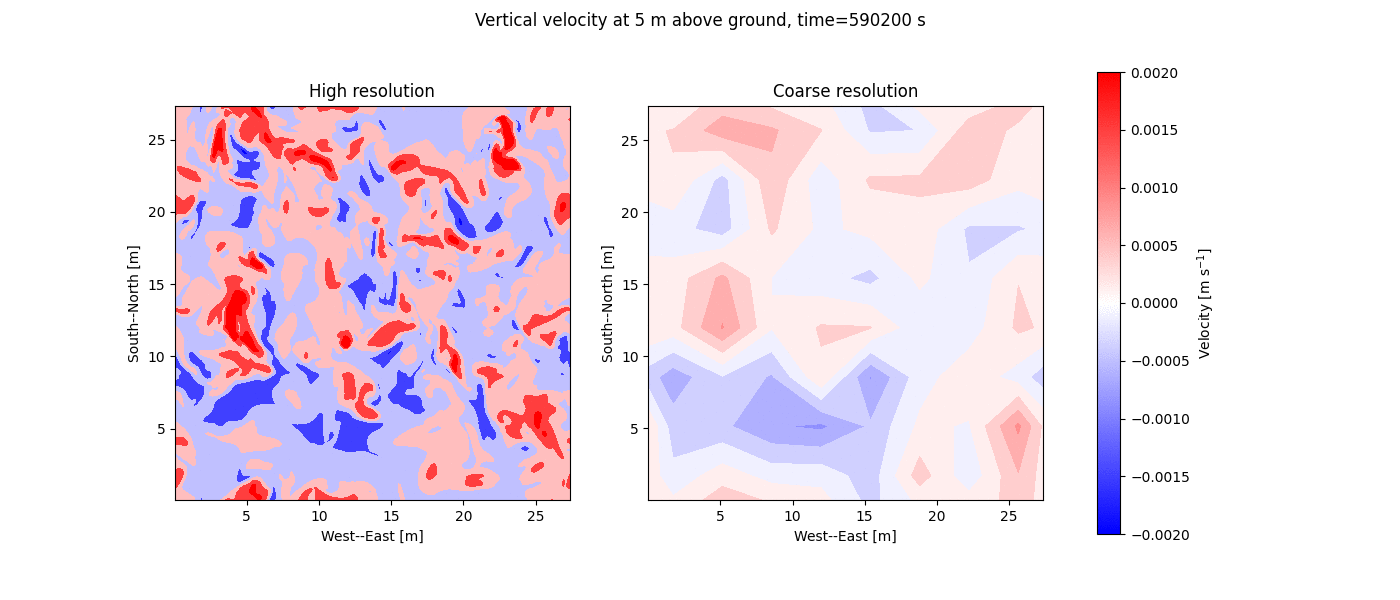 Vertical velocity at 5 m above ground, time=590200 s
High resolution
25
20
15
10
5
South--North [m]
5 10 15 20 25
West--East [m]
Coarse resolution
25
20
15
10
5
South--North [m]
5 10 15 20 25
West--East [m]
0.0020
0.0015
0.0010
0.0005
0.0000
−0.0005
−0.0010
−0.0015
−0.0020
Velocity [m s⁻¹]